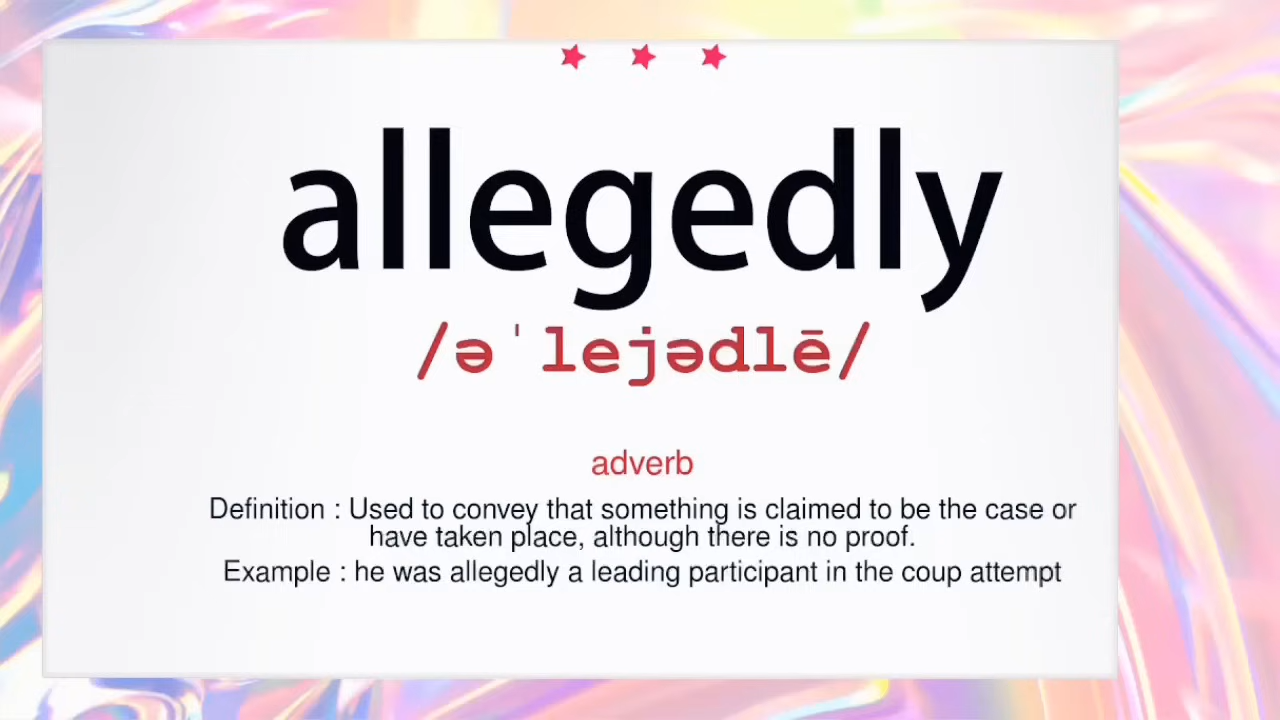 allegedly
/əˈlejədlē/
adverb
Definition : Used to convey that something is claimed to be the case or
have taken place, although there is no proof.
Example : he was allegedly a leading participant in the coup attempt